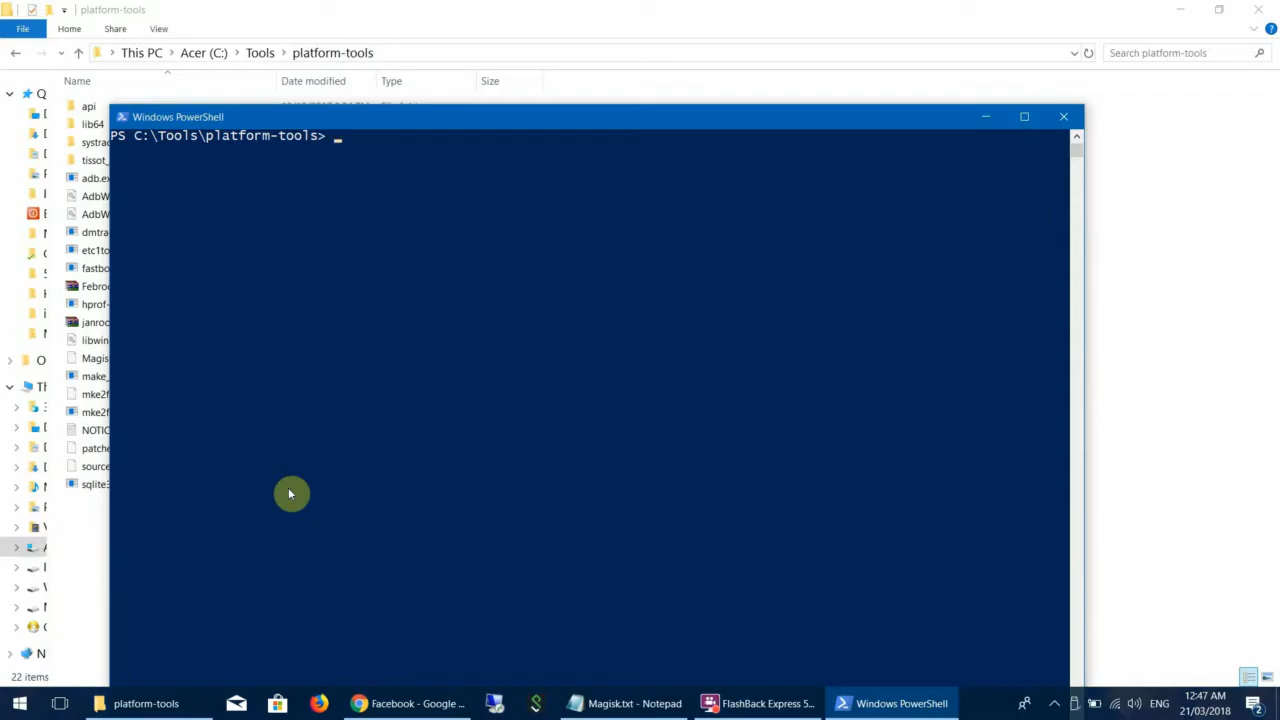 platform-tools
File Home Share View
This PC Acer (C:) Tools platform-tools Search platform-tools
Name Date modified Type Size
api
lib64
Windows PowerShell
PS C:\Tools\platform-tools>
22 items
platform-tools Facebook - Google ... Magisk.txt - Notepad FlashBack Express 5... Windows PowerShell ENG 12:47 AM
21/03/2018 2